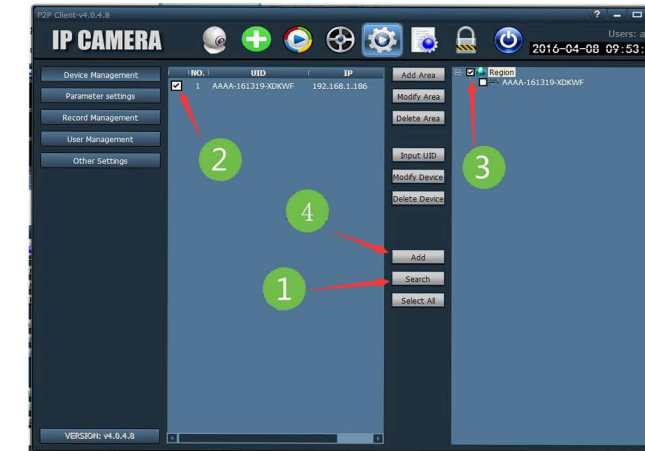 P2P Client-v4.0.4.8
?
IP CAMERA
Users: a
2016-04-08 09:53:
Device Management
Parameter settings
Record Management
User Management
Other Settings
VERSION: v4.0.4.8
NO. UID IP
1 AAAA-161319-XDKWF 192.168.1.186
2
4
1
Add Area
Modify Area
Delete Area
Input UID
Modify Device
Delete Device
Add
Search
Select All
Region
AAAA-161319-XDKWF
3